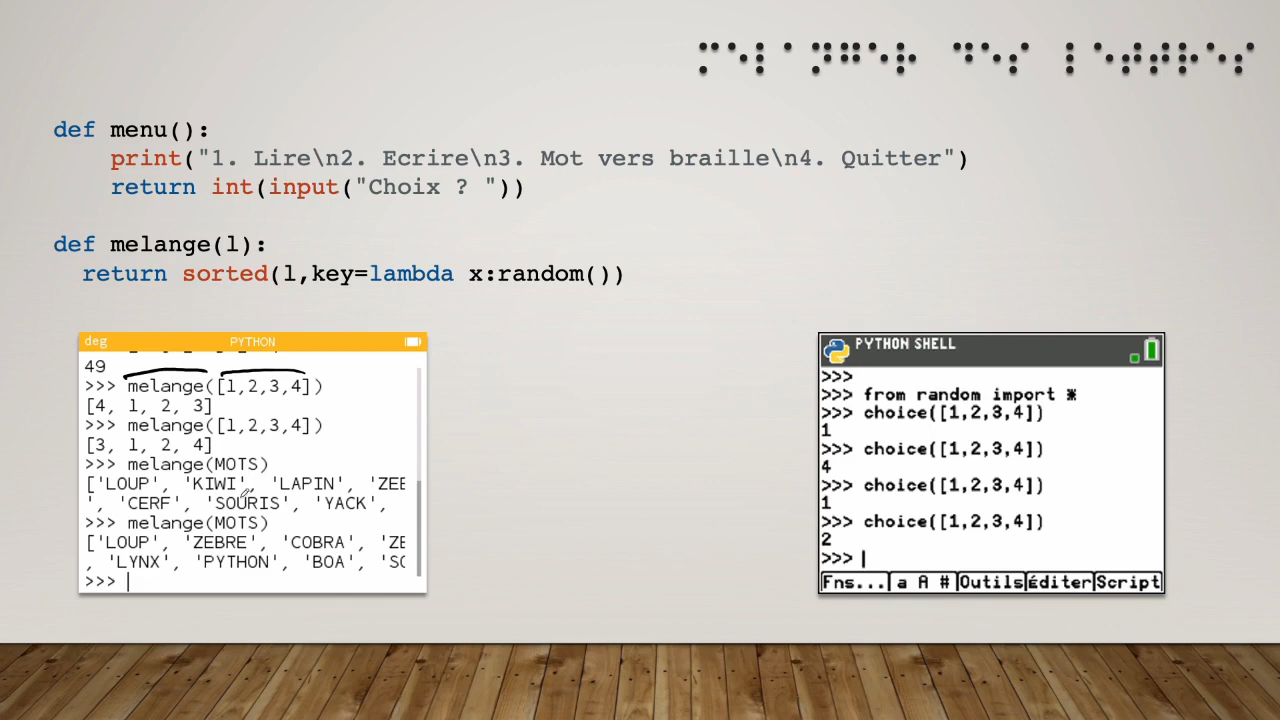 ⠍⠑⠇⠁⠝⠛⠑⠗ ⠙⠑⠎ ⠇⠑⠞⠞⠗⠑⠎
def menu():
print("1. Lire\n2. Ecrire\n3. Mot vers braille\n4. Quitter")
return int(input("Choix ? "))
def melange(l):
return sorted(l,key=lambda x:random())
deg PYTHON
49
>>> melange([1,2,3,4])
[4, 1, 2, 3]
>>> melange([1,2,3,4])
[3, 1, 2, 4]
>>> melange(MOTS)
['LOUP', 'KIWI', 'LAPIN',
', 'CERF', 'SOURIS', 'YACK',
>>> melange(MOTS)
['LOUP', 'ZEBRE', 'COBRA',
, 'LYNX', 'PYTHON', 'BOA',
>>>
PYTHON SHELL
>>>
>>> from random import *
>>> choice([1,2,3,4])
1
>>> choice([1,2,3,4])
4
>>> choice([1,2,3,4])
1
>>> choice([1,2,3,4])
2
>>>
Fns... a A # Outils Éditer Script